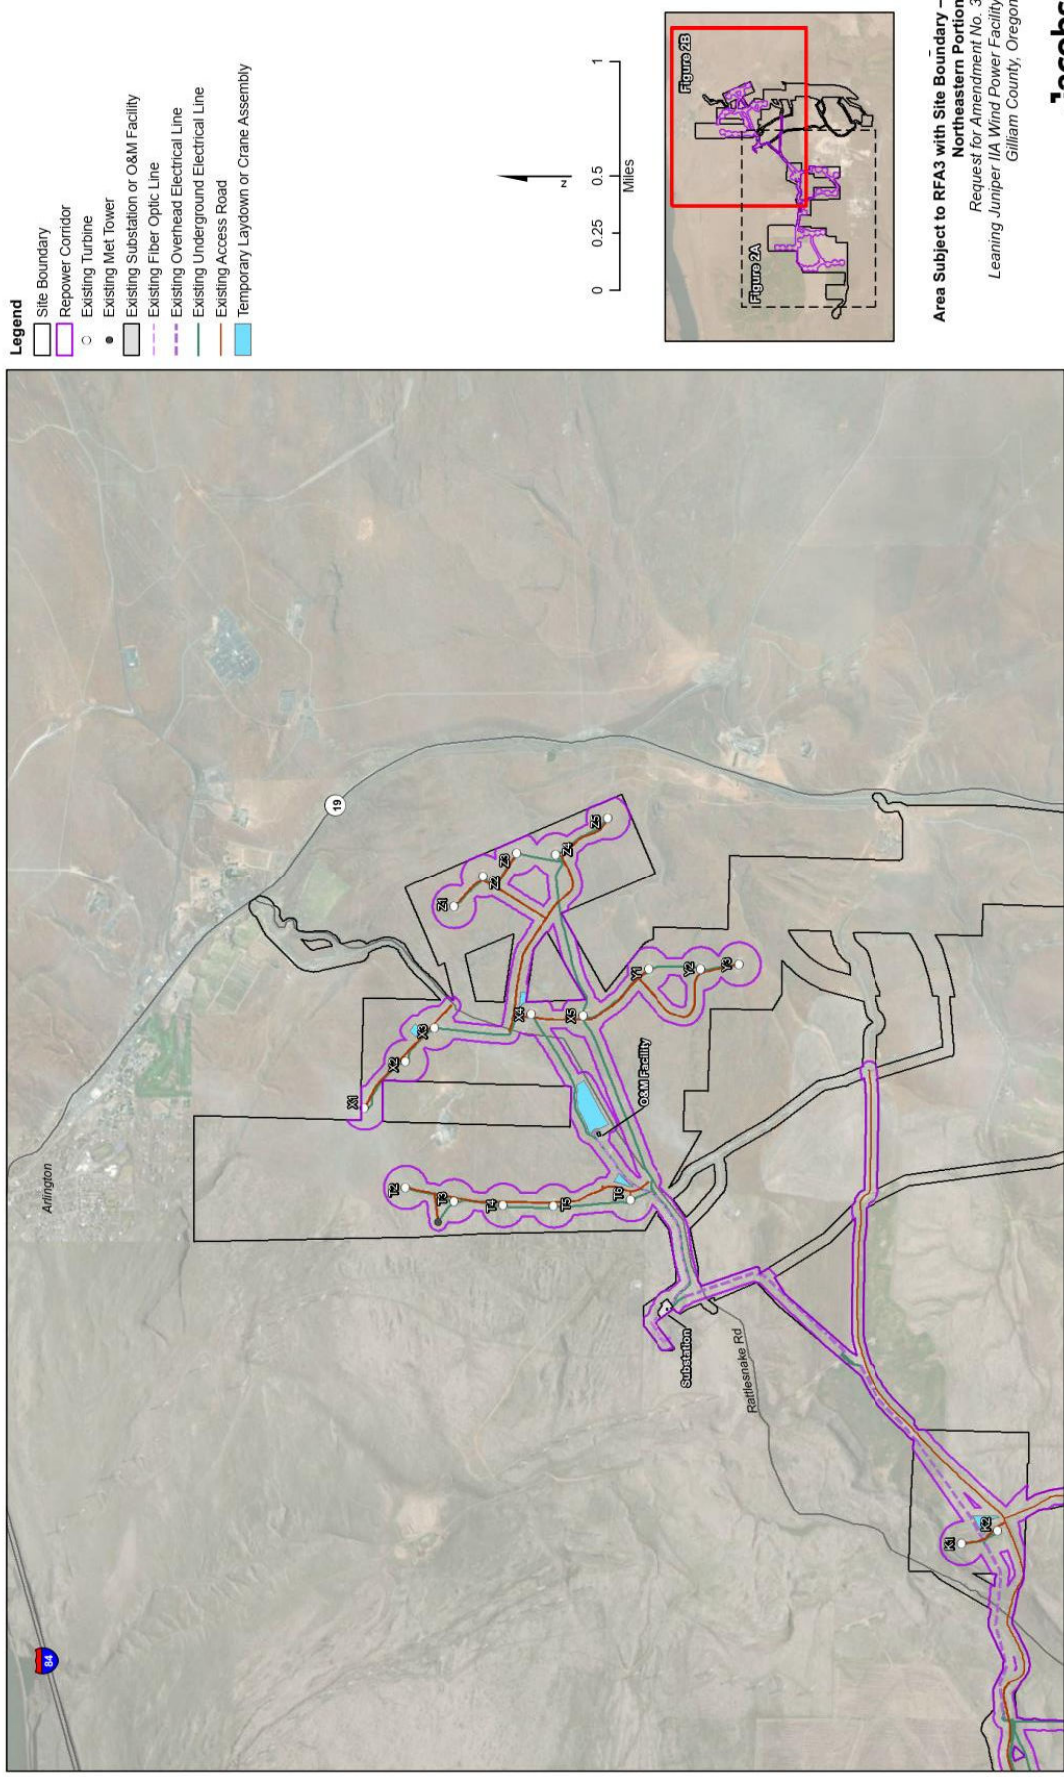 Legend
Site Boundary
Repower Corridor
Existing Turbine
Existing Met Tower
Existing Substation or O&M Facility
Existing Fiber Optic Line
Existing Overhead Electrical Line
Existing Underground Electrical Line
Existing Access Road
Temporary Laydown or Crane Assembly
N
0 0.25 0.5 1
Miles
Figure 2B
Figure 2A
Area Subject to RFA3 with Site Boundary –
Northeastern Portion
Request for Amendment No. 3
Leaning Juniper IIA Wind Power Facility
Gilliam County, Oregon
Jacobs
84
Arlington
19
X1
X2
X3
T2
T3
T4
T5
T6
Z1
Z2
Z3
Z4
Z5
X4
X5
Y1
Y2
Y3
O&M Facility
Substation
Rattlesnake Rd
K1
K2